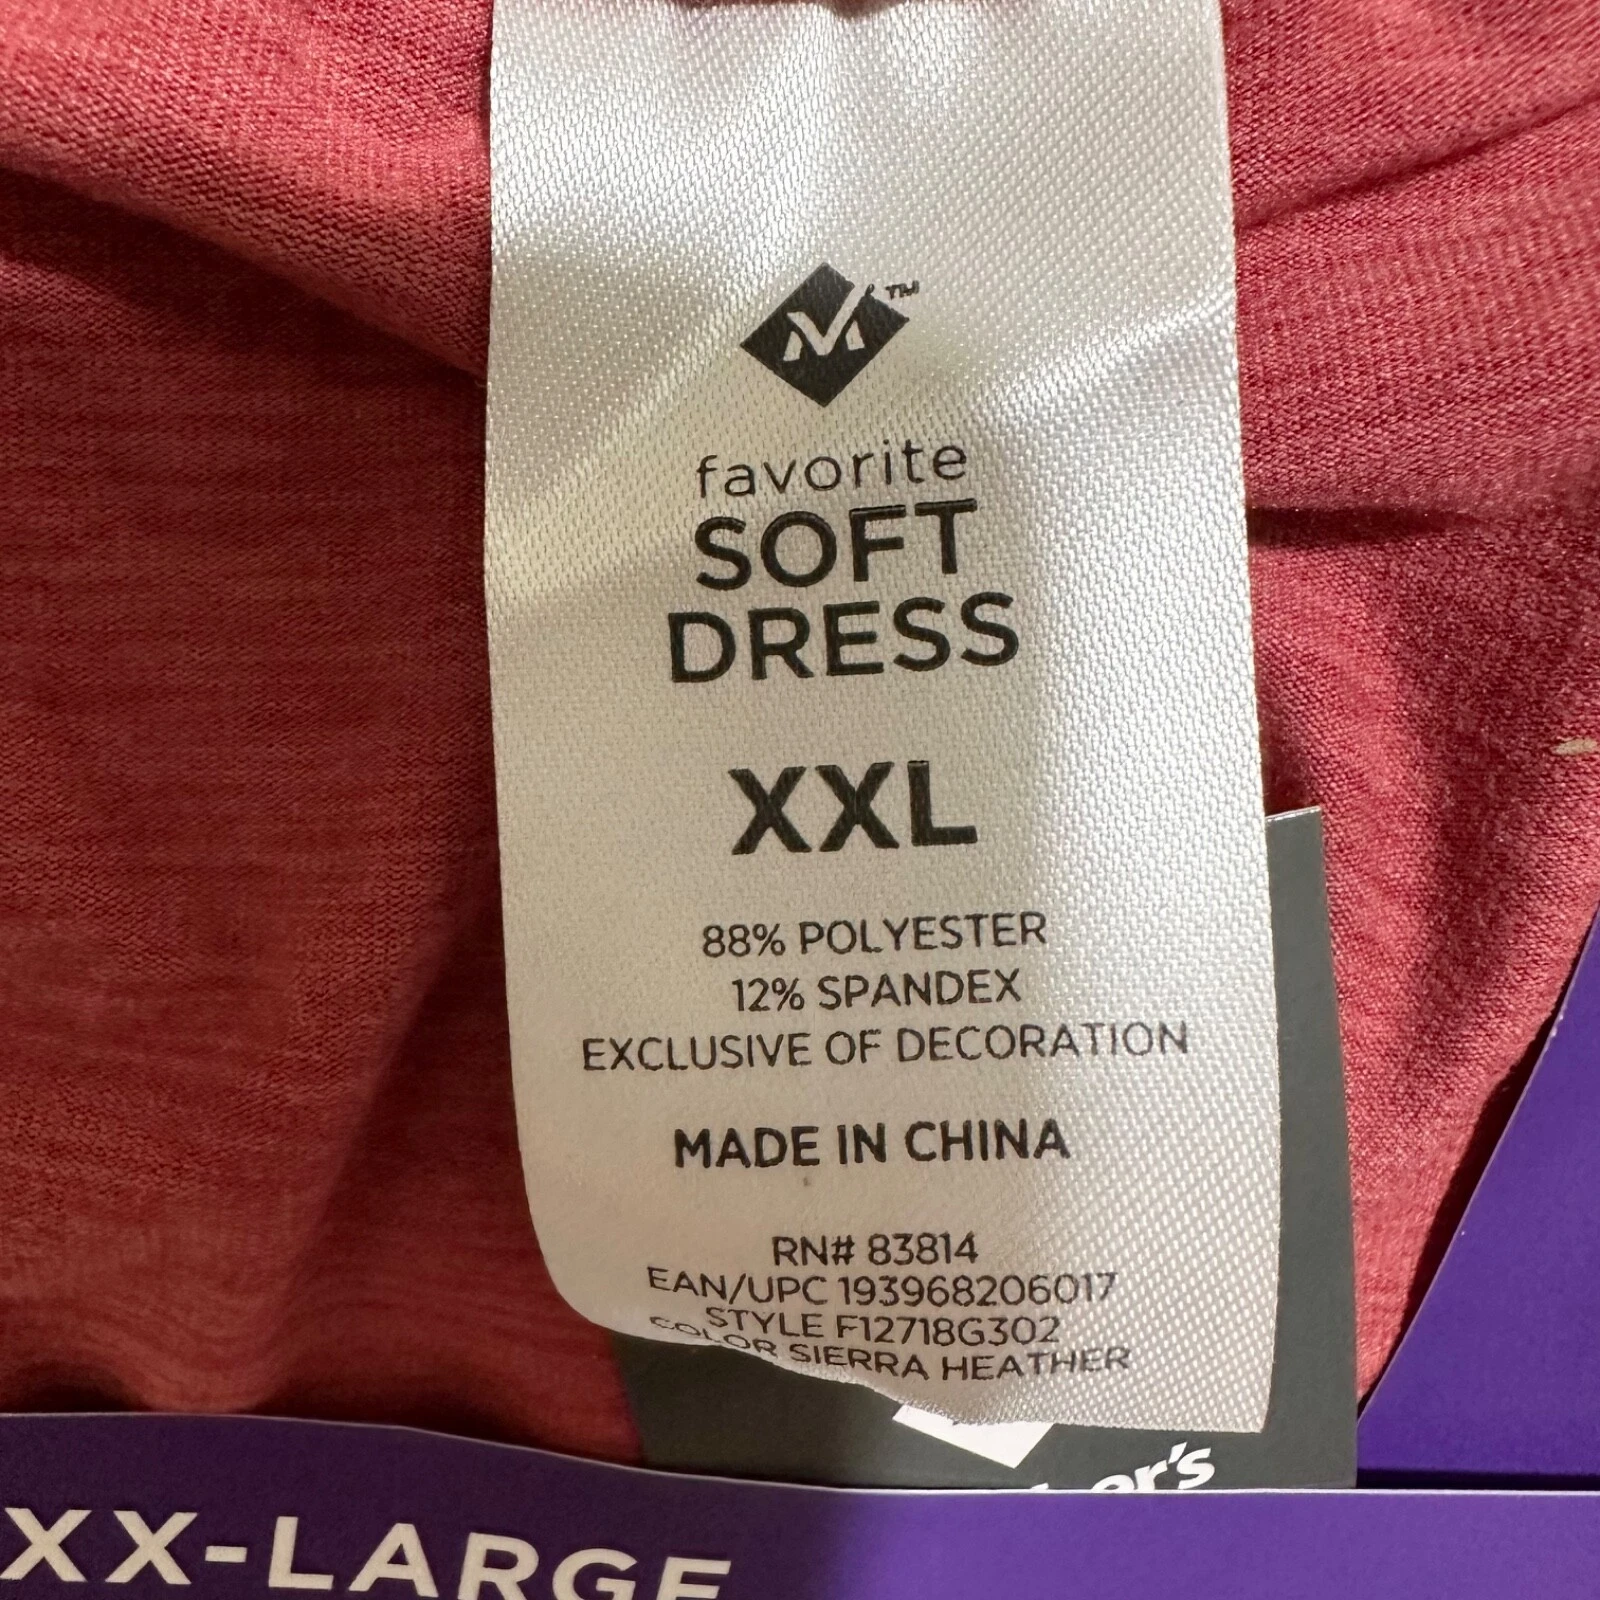 M™
favorite
SOFT
DRESS
XXL
88% POLYESTER
12% SPANDEX
EXCLUSIVE OF DECORATION
MADE IN CHINA
RN# 83814
EAN/UPC 193968206017
STYLE F12718G302
COLOR SIERRA HEATHER
XX-LARGE